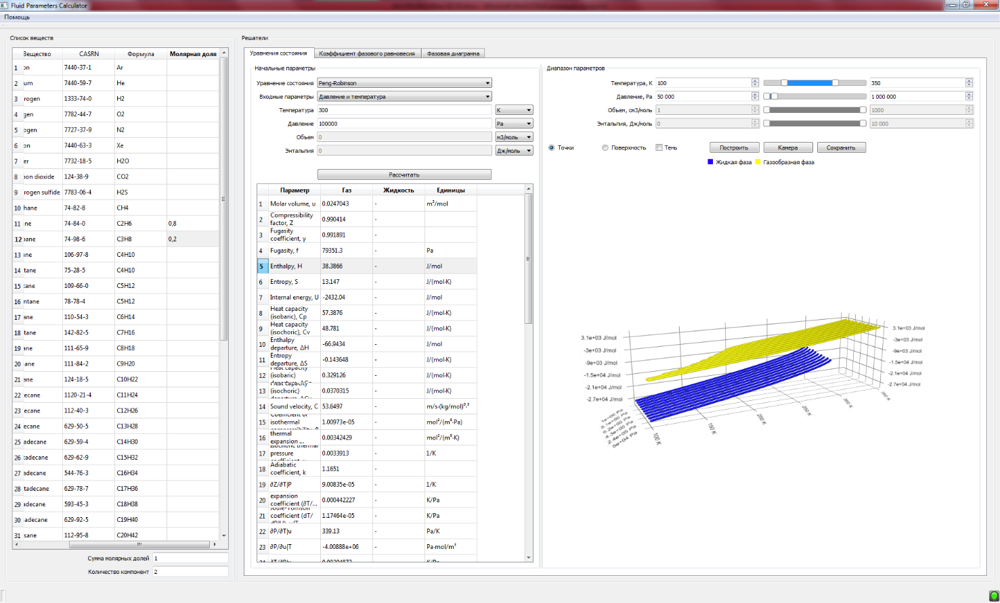 Fluid Parameters Calculator
Помощь
Список веществ
Вещество CASRN Формула Молярная доля
1 on 7440-37-1 Ar
2 um 7440-59-7 He
3 rogen 1333-74-0 H2
4 gen 7782-44-7 O2
5 ogen 7727-37-9 N2
6 on 7440-63-3 Xe
7 er 7732-18-5 H2O
8 bon dioxide 124-38-9 CO2
9 rogen sulfide 7783-06-4 H2S
10 hane 74-82-8 CH4
11 ne 74-84-0 C2H6 0,8
12 pane 74-98-6 C3H8 0,2
13 ane 106-97-8 C4H10
14 tane 75-28-5 C4H10
15 tane 109-66-0 C5H12
16 ntane 78-78-4 C5H12
17 ane 110-54-3 C6H14
18 tane 142-82-5 C7H16
19 ane 111-65-9 C8H18
20 ane 111-84-2 C9H20
21 ane 124-18-5 C10H22
22 ecane 1120-21-4 C11H24
23 ecane 112-40-3 C12H26
24 ecane 629-50-5 C13H28
25 adecane 629-59-4 C14H30
26 tadecane 629-62-9 C15H32
27 adecane 544-76-3 C16H34
28 tadecane 629-78-7 C17H36
29 adecane 593-45-3 C18H38
30 adecane 629-92-5 C19H40
31 sane 112-95-8 C20H42
Сумма молярных долей 1
Количество компонент 2
Решатели
Уравнения состояния Коэффициент фазового равновесия Фазовая диаграмма
Начальные параметры
Уравнение состояния Peng-Robinson
Входные параметры Давление и температура
Температура 300 K
Давление 100000 Pa
Объем 0 м3/моль
Энтальпия 0 Дж/моль
Рассчитать
Параметр Газ Жидкость Единицы
1 Molar volume, υ 0.0247043 - m³/mol
2 Compressibility factor, Z 0.990414 -
3 Fugasity coefficient, γ 0.991891 -
4 Fugasity, f 79351.3 - Pa
5 Enthalpy, H 38.3866 - J/mol
6 Entropy, S 13.147 - J/(mol·K)
7 Internal energy, U -2432.04 - J/mol
8 Heat capacity (isobaric), Cp 57.3876 - J/(mol·K)
9 Heat capacity (isochoric), Cv 48.781 - J/(mol·K)
10 Enthalpy departure, ΔH -66.9434 - J/mol
11 Entropy departure, ΔS -0.143648 - J/(mol·K)
12 Heat capacity (isobaric) 0.329126 - J/(mol·K)
13 (isochoric) 0.0370315 - J/(mol·K)
14 Sound velocity, C 53.6497 - m/s·(kg/mol)⁰·⁵
15 Coefficient of isothermal 1.00973e-05 - mol²/(m⁶·Pa)
16 thermal expansion ... 0.00342429 - mol²/(m⁶·K)
17 isochoric thermal pressure 0.0033913 - 1/K
18 Adiabatic coefficient, k 1.1651 -
19 ∂Z/∂T|P 9.00835e-05 - 1/K
20 expansion coefficient (∂T/... 0.000442227 - K/Pa
21 Joule-Tomson coefficient (dT/ 1.17464e-05 - K/Pa
22 ∂P/∂T|υ 339.13 - Pa/K
23 ∂P/∂υ|T -4.00888e+06 - Pa·mol/m³
Диапазон параметров
Температура, К 100 350
Давление, Pa 50 000 1 000 000
Объем, см3/моль 1 1000
Энтальпия, Дж/моль 0 10 000
Точки Поверхность Тень Построить Камера Сохранить
Жидкая фаза Газообразная фаза
3.1e+03 J/mol
-3e+03 J/mol
-9e+03 J/mol
-1.5e+04 J/mol
-2.1e+04 J/mol
-2.7e+04 J/mol
3.1e+03 J/mol
-3e+03 J/mol
-9e+03 J/mol
-1.5e+04 J/mol
-2.1e+04 J/mol
-2.7e+04 J/mol
1e+06 Pa
8.1e+05 Pa
6.2e+05 Pa
4.3e+05 Pa
2.4e+05 Pa
5e+04 Pa
100 K
150 K
200 K
250 K
300 K
350 K